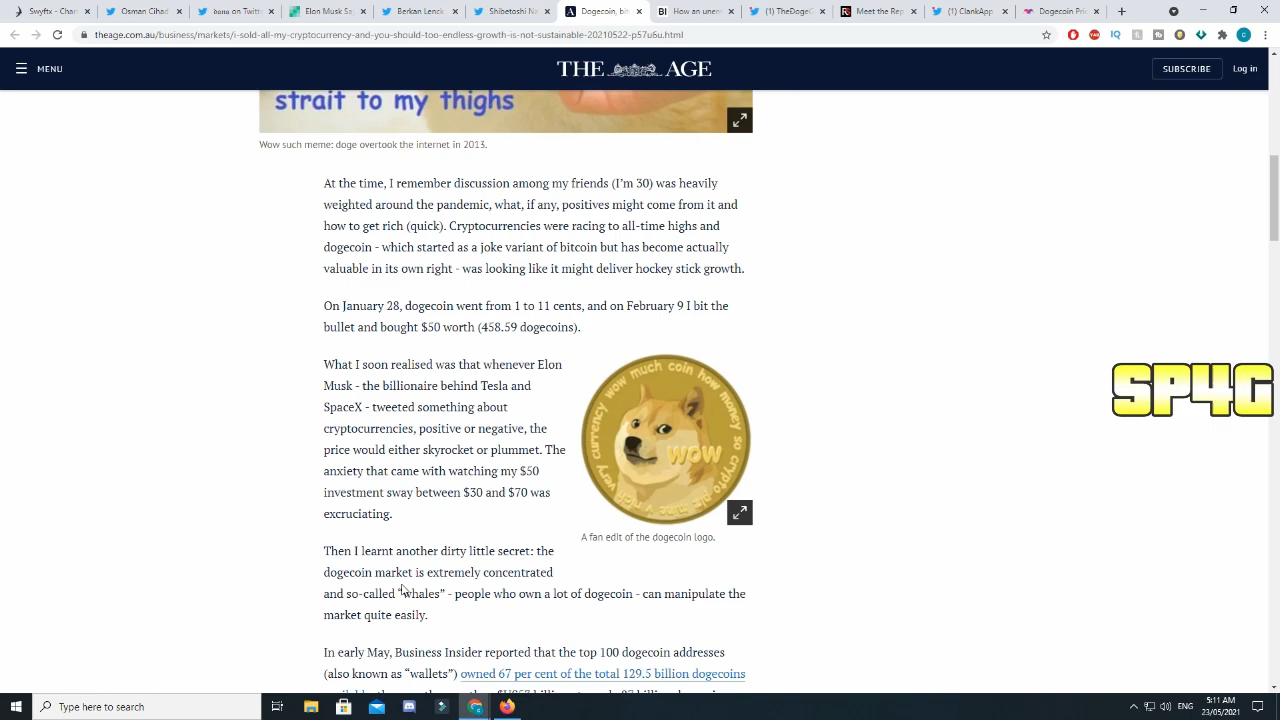 Swyftx - Chan
Osman Cibad
венu on Twitt
Elon Musk Sa
Berkan Lencb
Shibetoshi Na
Dogecoin, bit
How an unem
(1) TheDogeC
Meet the Rep
(1) ClankApp
Dogecoin Pric
theage.com.au/business/markets/i-sold-all-my-cryptocurrency-and-you-should-too-endless-growth-is-not-sustainable-20210522-p57u6u.html
MENU
THE AGE
SUBSCRIBE
Log in
strait to my thighs
Wow such meme: doge overtook the internet in 2013.
At the time, I remember discussion among my friends (I'm 30) was heavily
weighted around the pandemic, what, if any, positives might come from it and
how to get rich (quick). Cryptocurrencies were racing to all-time highs and
dogecoin - which started as a joke variant of bitcoin but has become actually
valuable in its own right - was looking like it might deliver hockey stick growth.
On January 28, dogecoin went from 1 to 11 cents, and on February 9 I bit the
bullet and bought $50 worth (458.59 dogecoins).
What I soon realised was that whenever Elon
Musk - the billionaire behind Tesla and
SpaceX - tweeted something about
cryptocurrencies, positive or negative, the
price would either skyrocket or plummet. The
anxiety that came with watching my $50
investment sway between $30 and $70 was
excruciating.
WOW
A fan edit of the dogecoin logo.
Then I learnt another dirty little secret: the
dogecoin market is extremely concentrated
and so-called "whales" - people who own a lot of dogecoin - can manipulate the
market quite easily.
In early May, Business Insider reported that the top 100 dogecoin addresses
(also known as "wallets") owned 67 per cent of the total 129.5 billion dogecoins
SP4G
Type here to search
ENG
5:11 AM
23/05/2021